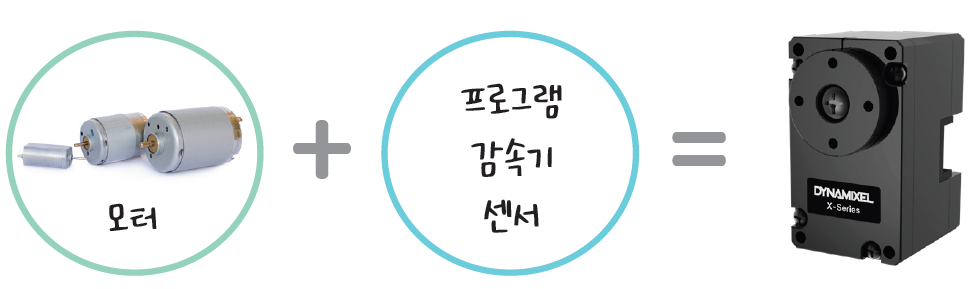 모터
+
프로그램
감속기
센서
=
DYNAMIXEL
X-Series